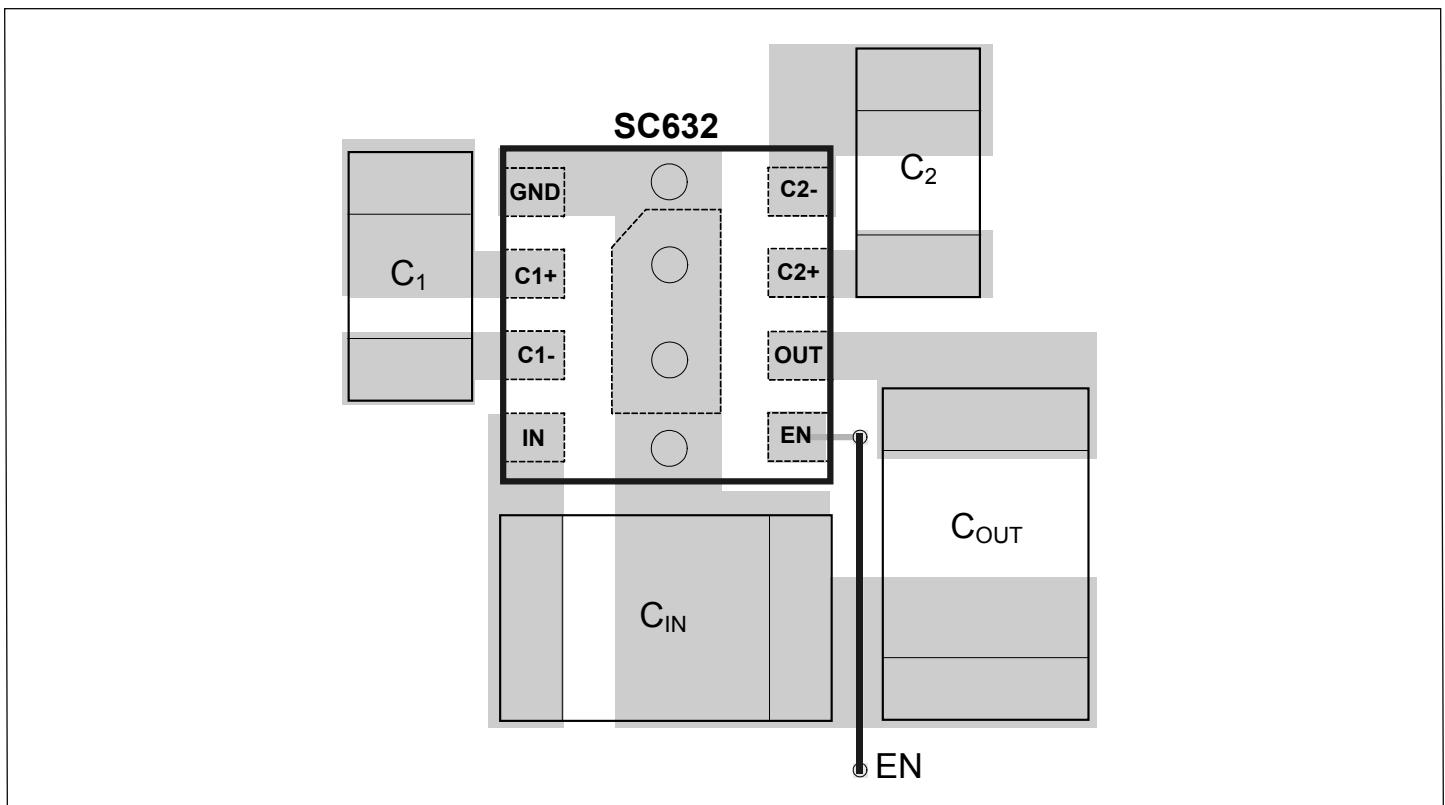 SC632
GND
C2-
C2
C1
C1+
C2+
C1-
OUT
IN
EN
COUT
CIN
EN